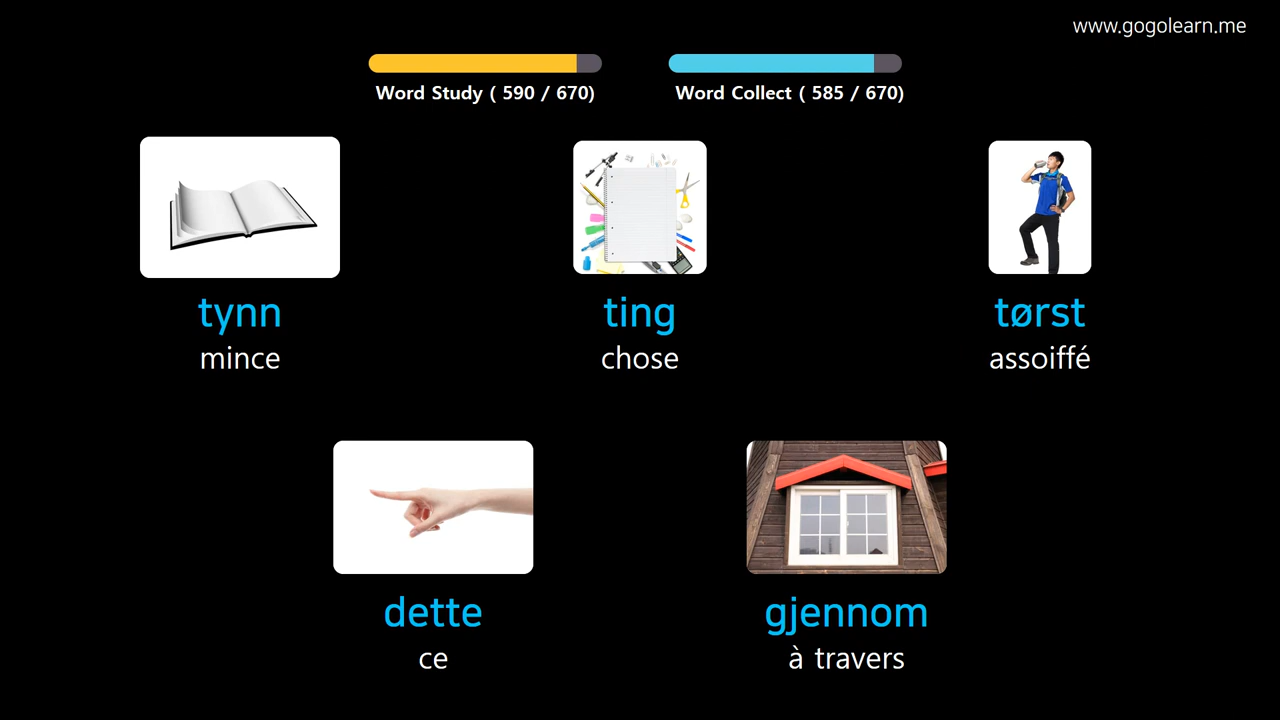 www.gogolearn.me
Word Study ( 590 / 670)
Word Collect ( 585 / 670)
tynn
mince
ting
chose
tørst
assoiffé
dette
ce
gjennom
à travers